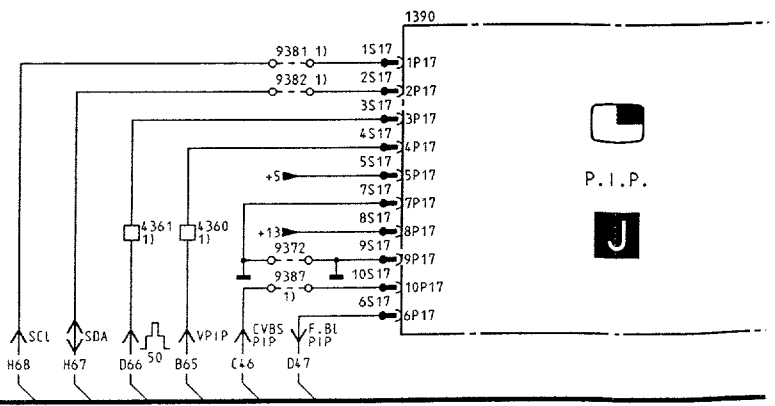 1390
9381 1)
1S17
1P17
9382 1)
2S17
2P17
3S17
3P17
4S17
4P17
5S17
+5
5P17
P.I.P.
7S17
7P17
8S17
4361
1)
4360
1)
+13
8P17
J
9372
9S17
9P17
9387
1)
10S17
10P17
6S17
6P17
SCL
SDA
50
VPIP
CVBS
PIP
F.Bl
PIP
H68
H67
D66
B65
C46
D47